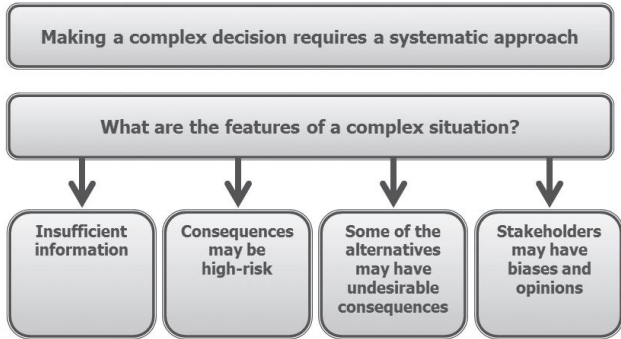 Making a complex decision requires a systematic approach
What are the features of a complex situation?
Insufficient
information
Consequences
may be
high-risk
Some of the
alternatives
may have
undesirable
consequences
Stakeholders
may have
biases and
opinions